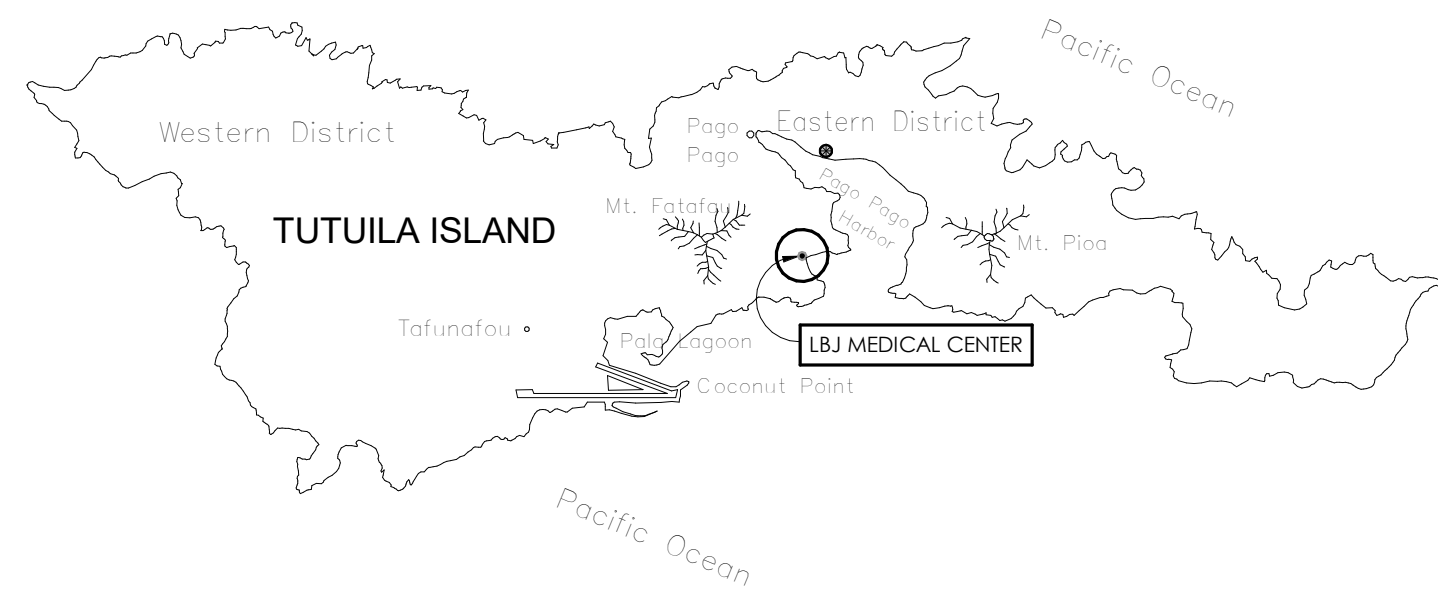 Pacific Ocean
Western District
Eastern District
Pago
Pago
Pago Pago
Harbor
Mt. Fatafau
TUTUILA ISLAND
Mt. Pioa
Tafunafou
Pala Lagoon
LBJ MEDICAL CENTER
Coconut Point
Pacific Ocean